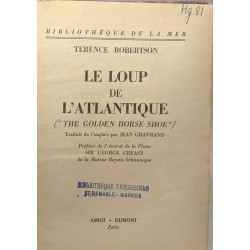 Hg 81
BIBLIOTHÈQUE DE LA MER
TERENCE ROBERTSON
LE LOUP
DE
L'ATLANTIQUE
("THE GOLDEN HORSE SHOE")
Traduit de l'anglais par JEAN GRAVRAND
Préface de l'Amiral de la Flotte
SIR GEORGE CREASY
de la Marine Royale britannique
BIBLIOTHÈQUE PAROISSIALE
AMIOT • DUMONT
Paris